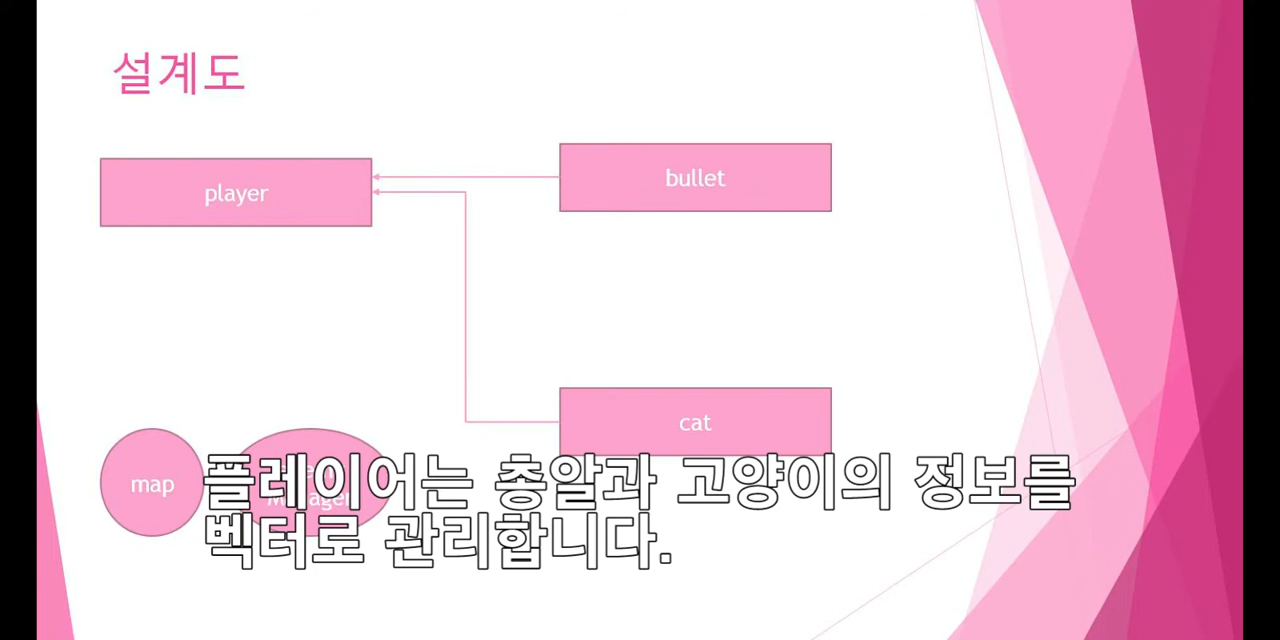 설계도
player
bullet
cat
map
플레이어는 총알과 고양이의 정보를
벡터로 관리합니다.